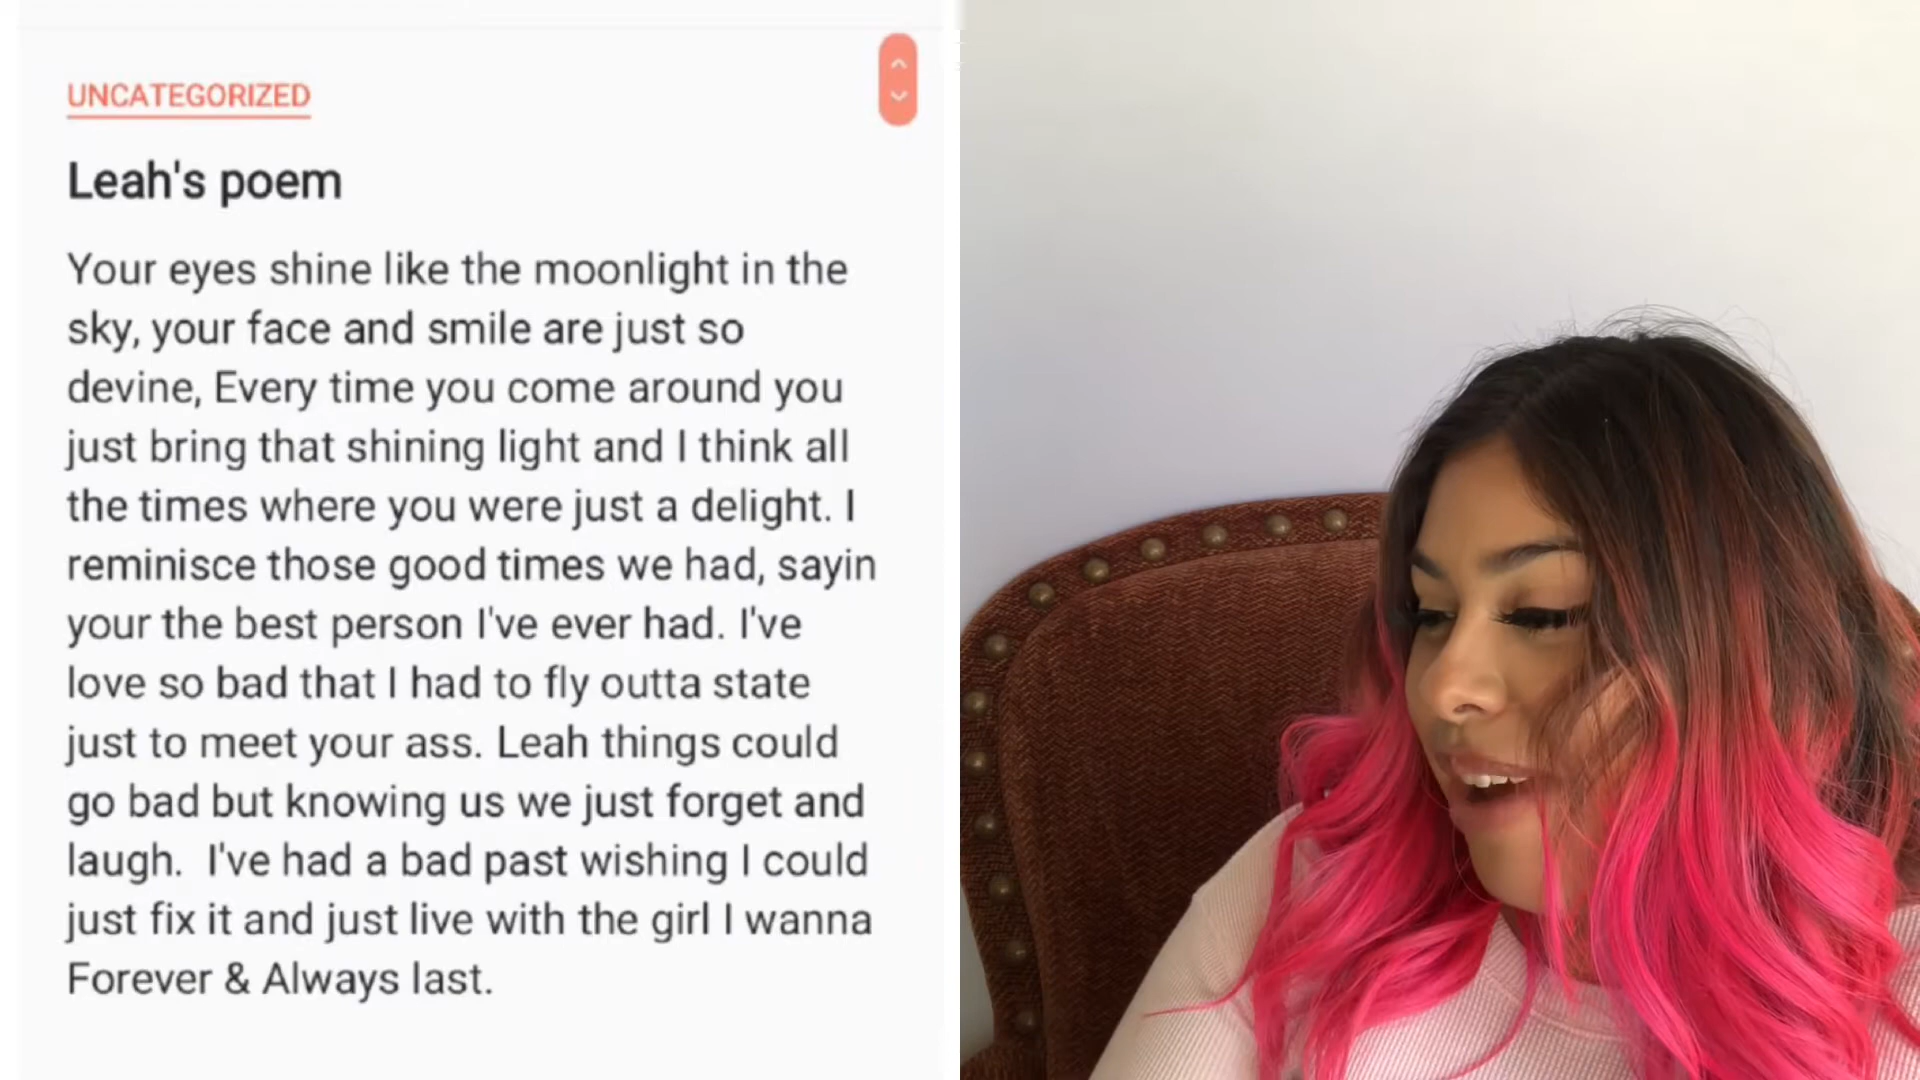 UNCATEGORIZED
Leah's poem
Your eyes shine like the moonlight in the
sky, your face and smile are just so
devine, Every time you come around you
just bring that shining light and I think all
the times where you were just a delight. I
reminisce those good times we had, sayin
your the best person I've ever had. I've
love so bad that I had to fly outta state
just to meet your ass. Leah things could
go bad but knowing us we just forget and
laugh.  I've had a bad past wishing I could
just fix it and just live with the girl I wanna
Forever & Always last.